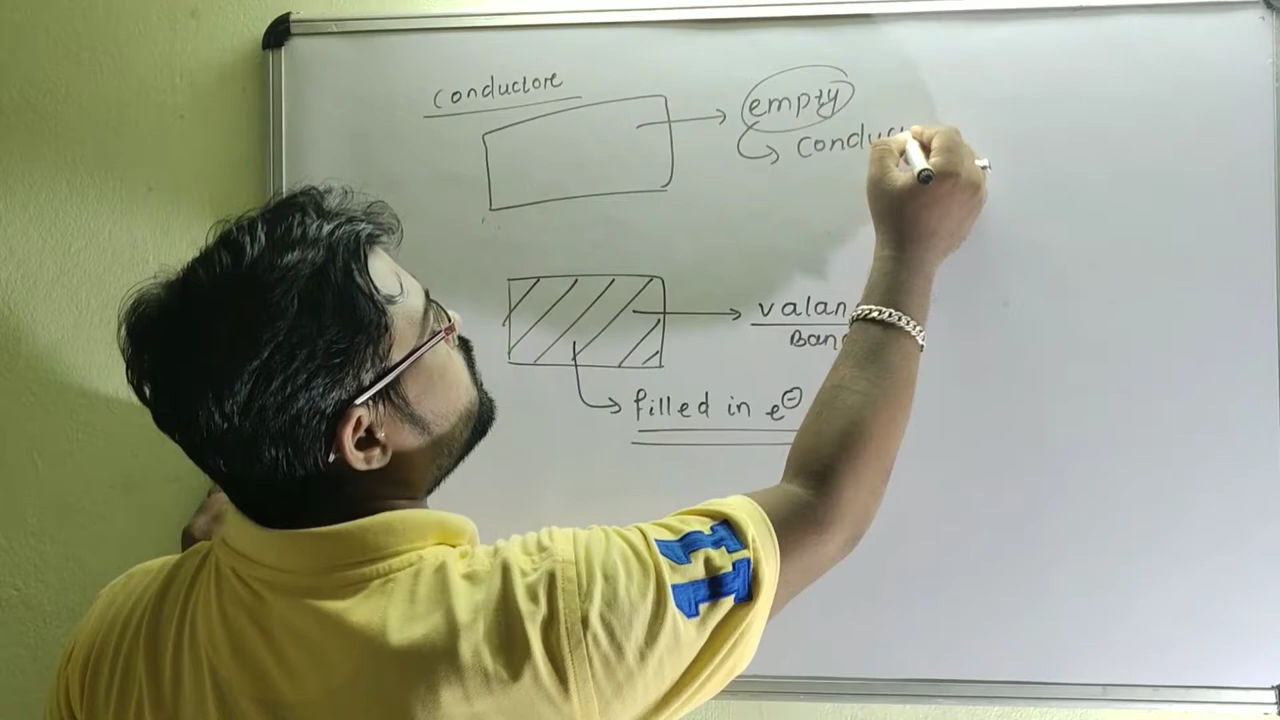 conductore
empty
conduc
valan
Ban
filled in e⊖